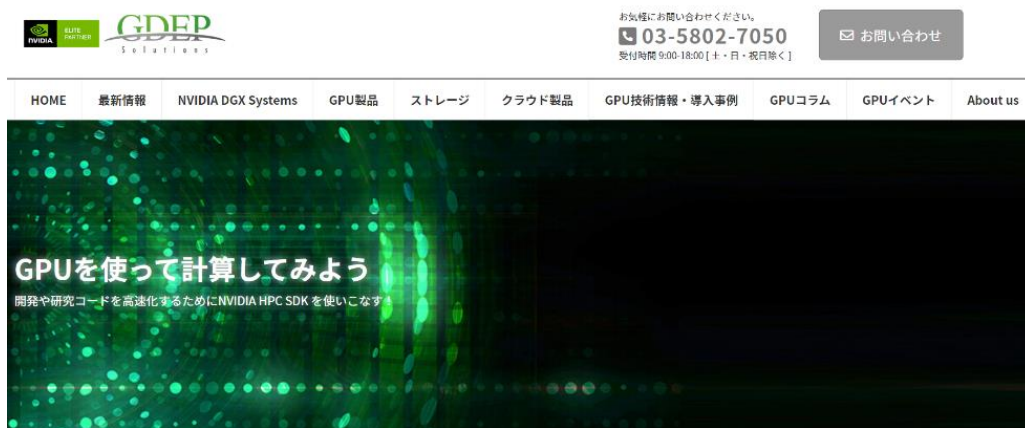 NVIDIA
ELITE
PARTNER
GDEP
Solutions
お気軽にお問い合わせください。
03-5802-7050
受付時間 9:00-18:00 [ 土・日・祝日除く ]
お問い合わせ
HOME
最新情報
NVIDIA DGX Systems
GPU製品
ストレージ
クラウド製品
GPU技術情報・導入事例
GPUコラム
GPUイベント
About us
GPUを使って計算してみよう
開発や研究コードを高速化するためにNVIDIA HPC SDK を使いこなす